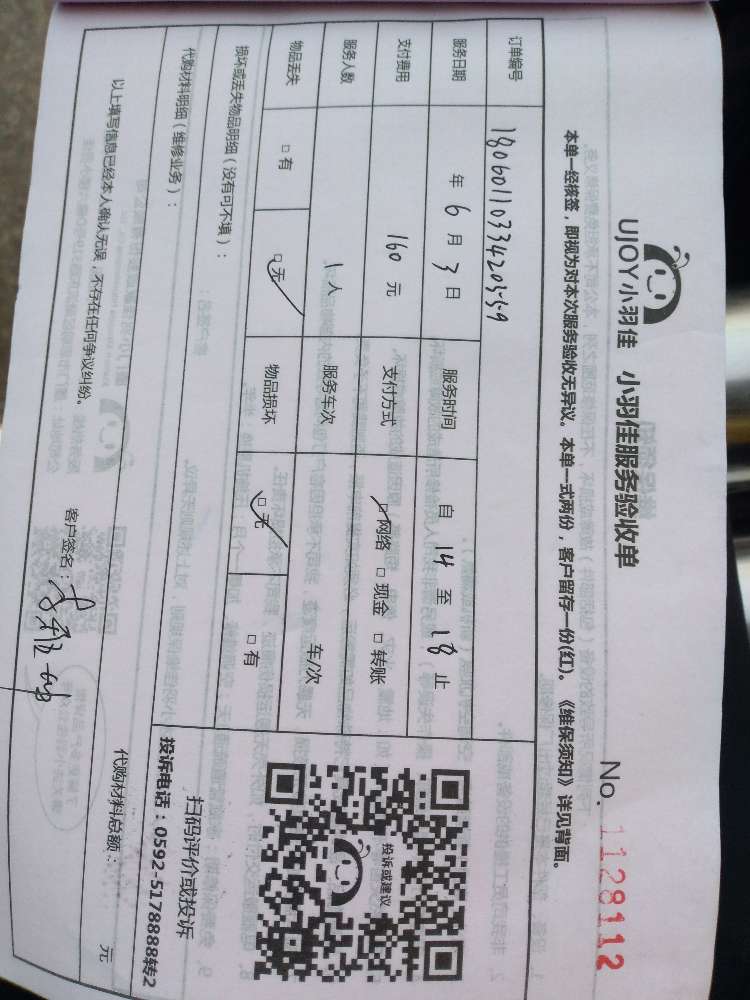 UJOY小羽佳 小羽佳服务验收单
No. 1128112
本单一经核签，即视为对本次服务验收无异议。本单一式两份，客户留存一份(红)。《维保须知》详见背面。
订单编号
服务日期 年 6 月 3 日 服务时间 自 14 至 18 止
支付费用 160 元 支付方式 ☑网络 □现金 □转账
服务人数 1 人 服务车次 车/次
物品丢失 □有 ☑无 物品损坏 ☑无 □有
损坏或丢失物品明细（没有可不填）：
代购材料明细（维修业务）：
代购材料总额： 元
以上填写信息已经本人确认无误，不存在任何争议纠纷。 客户签名：
投诉或建议
扫码评价或投诉
投诉电话：0592-5178888转2